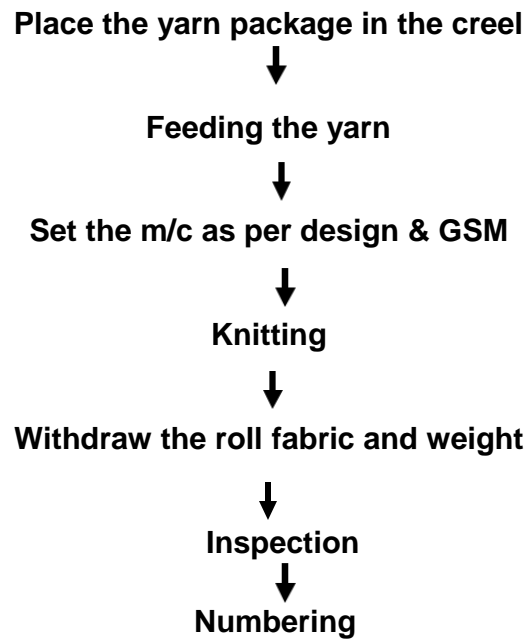 Place the yarn package in the creel
Feeding the yarn
Set the m/c as per design & GSM
Knitting
Withdraw the roll fabric and weight
Inspection
Numbering